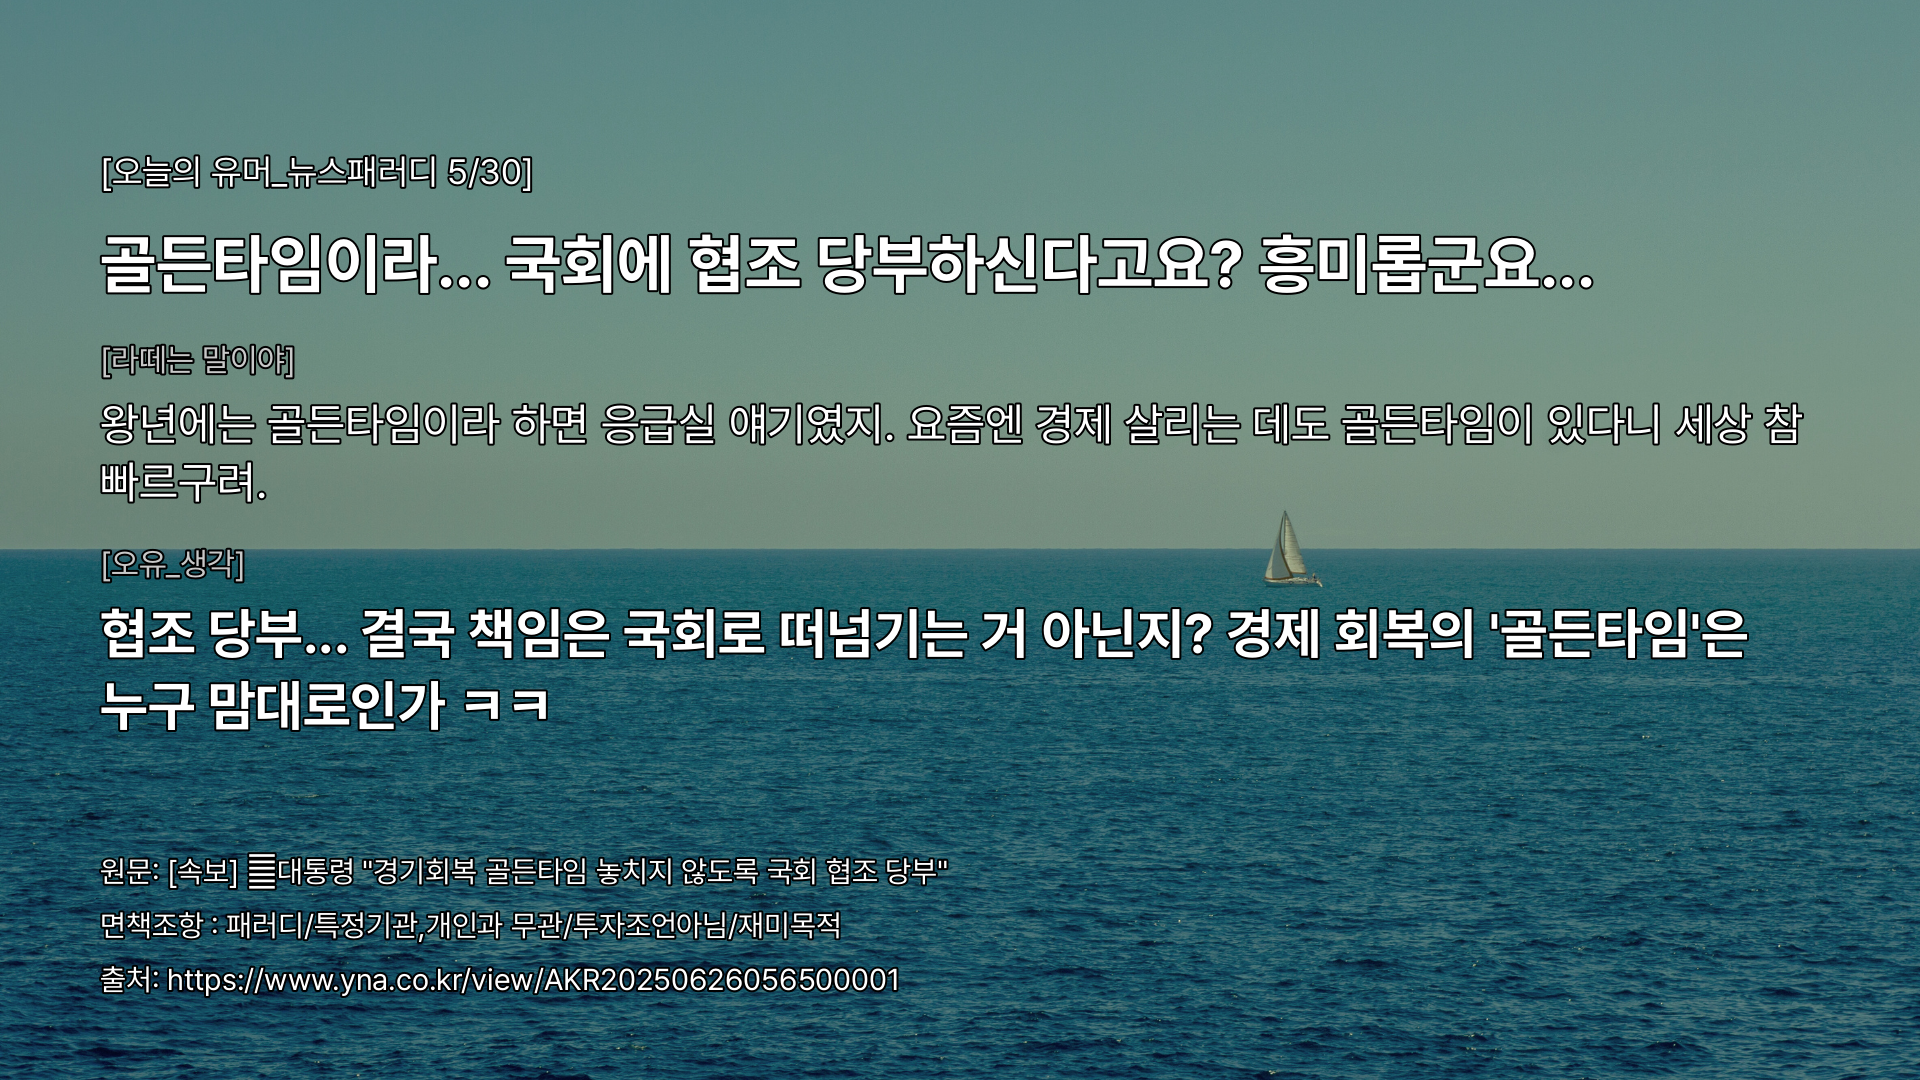 [오늘의 유머_뉴스패러디 5/30]
골든타임이라... 국회에 협조 당부하신다고요? 흥미롭군요...
[라떼는 말이야]
왕년에는 골든타임이라 하면 응급실 얘기였지. 요즘엔 경제 살리는 데도 골든타임이 있다니 세상 참
빠르구려.
[오유_생각]
협조 당부... 결국 책임은 국회로 떠넘기는 거 아닌지? 경제 회복의 '골든타임'은
누구 맘대로인가 ㅋㅋ
원문: [속보] 대통령 "경기회복 골든타임 놓치지 않도록 국회 협조 당부"
면책조항 : 패러디/특정기관,개인과 무관/투자조언아님/재미목적
출처: https://www.yna.co.kr/view/AKR20250626056500001